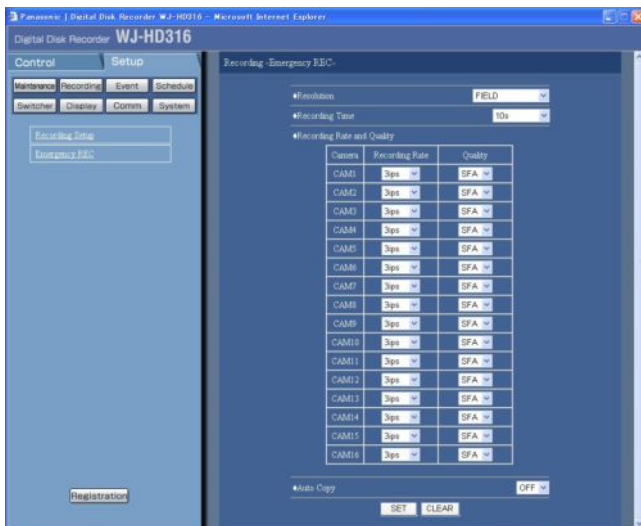 Panasonic | Digital Disk Recorder WJ-HD316 - Microsoft Internet Explorer
Digital Disk Recorder WJ-HD316
Control Setup
Maintenance Recording Event Schedule
Switcher Display Comm System
Recording Setup
Emergency REC
Registration
Recording -Emergency REC-
♦Resolution FIELD
♦Recording Time 10s
♦Recording Rate and Quality
Camera Recording Rate Quality
CAM1 3ips SFA
CAM2 3ips SFA
CAM3 3ips SFA
CAM4 3ips SFA
CAM5 3ips SFA
CAM6 3ips SFA
CAM7 3ips SFA
CAM8 3ips SFA
CAM9 3ips SFA
CAM10 3ips SFA
CAM11 3ips SFA
CAM12 3ips SFA
CAM13 3ips SFA
CAM14 3ips SFA
CAM15 3ips SFA
CAM16 3ips SFA
♦Auto Copy OFF
SET CLEAR